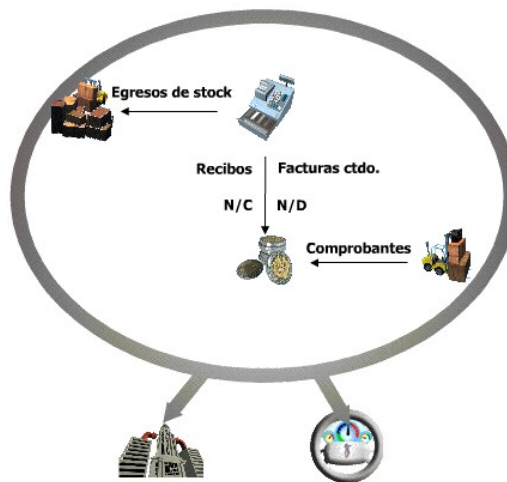 Egresos de stock
Recibos
Facturas ctdo.
N/C
N/D
Comprobantes